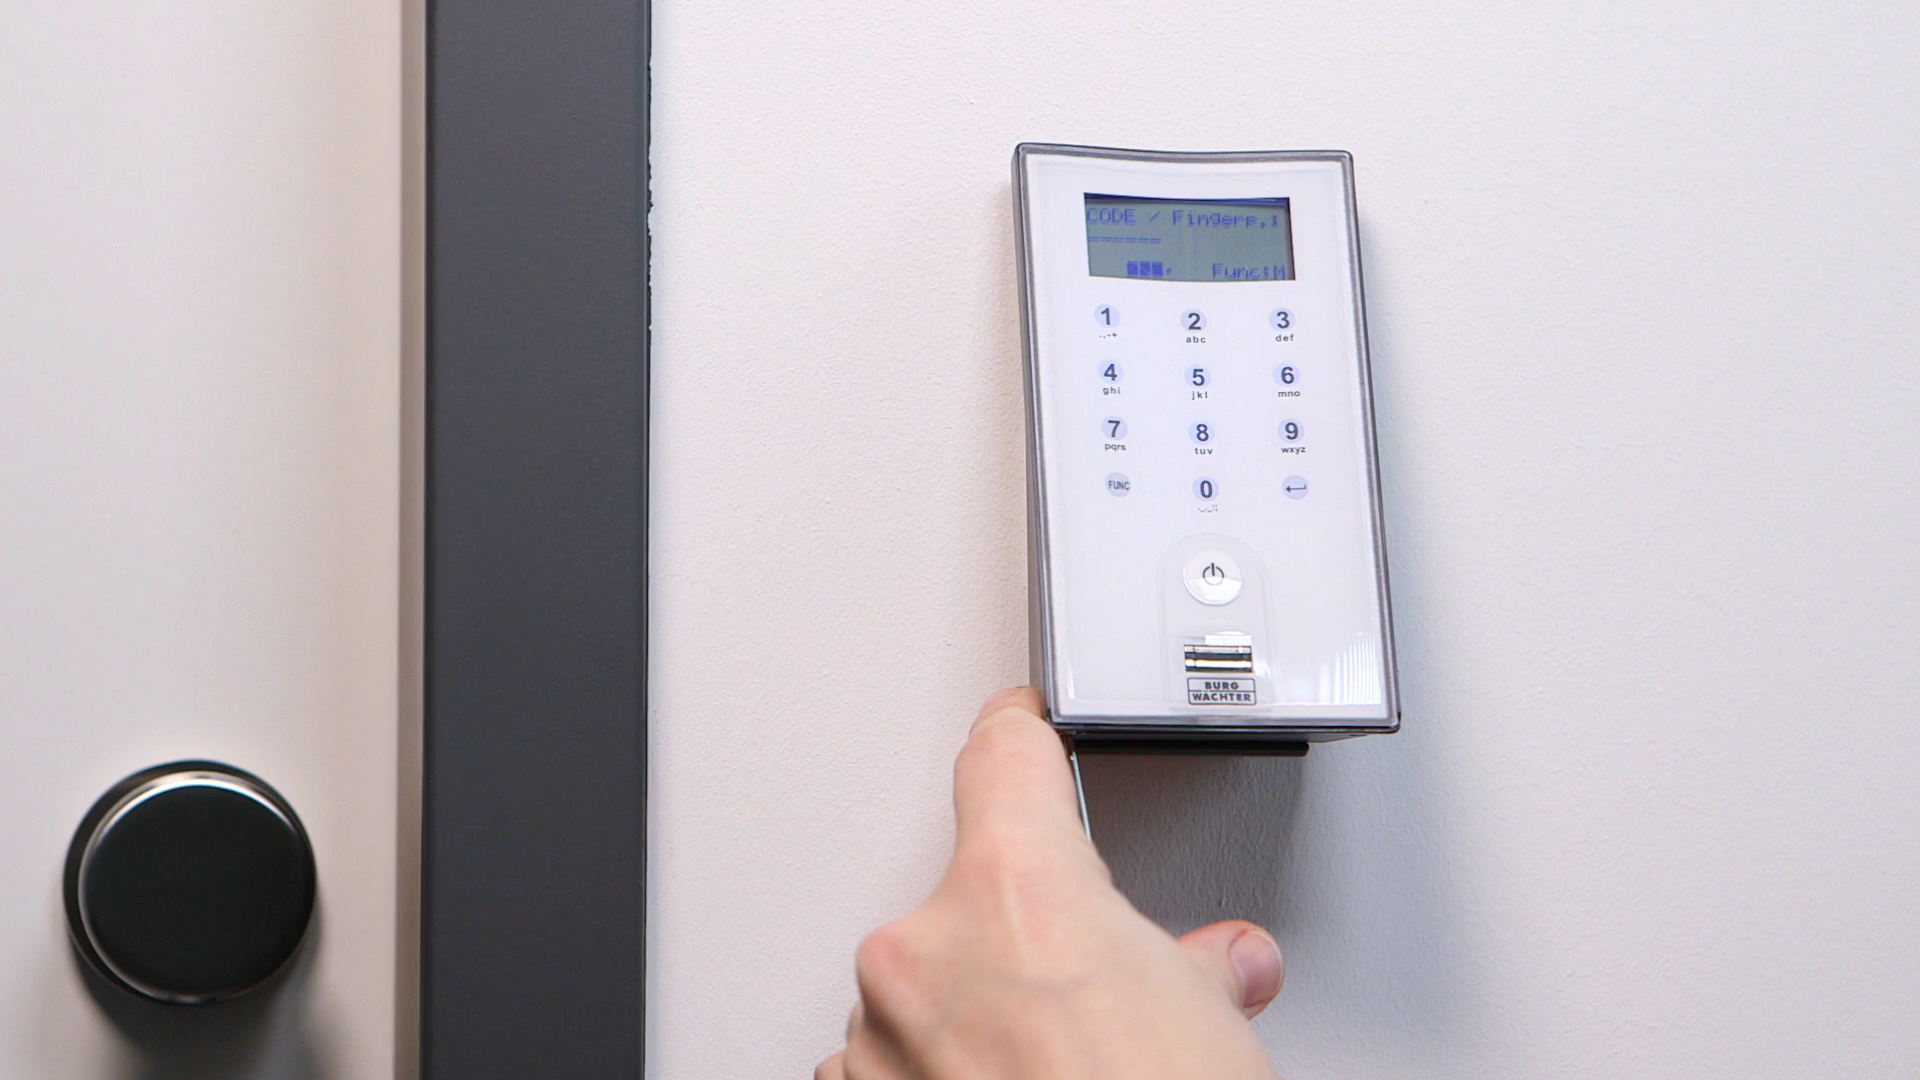 CODE / Fingerp.:
------
Func:M
1 2 3
.,-+ abc def
4 5 6
ghi jkl mno
7 8 9
pqrs tuv wxyz
FUNC 0
BURG
WÄCHTER